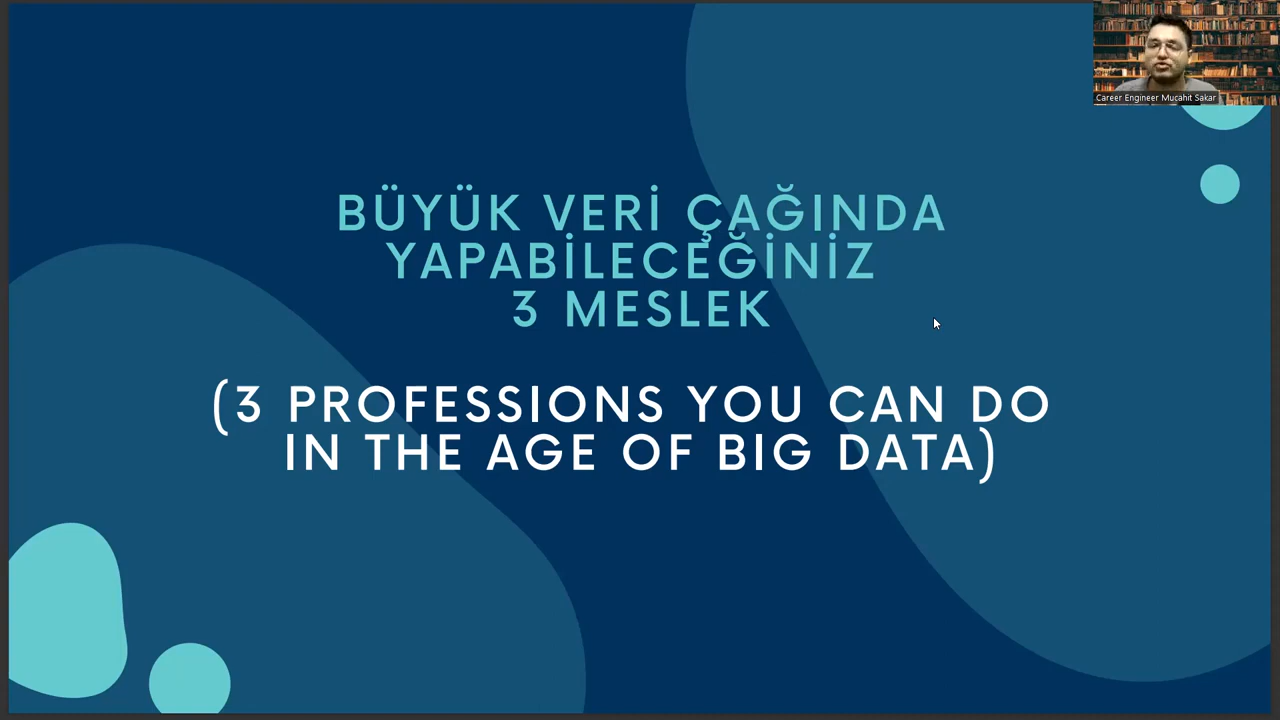 Career Engineer Mucahit Sakar
BÜYÜK VERİ ÇAĞINDA
YAPABİLECEĞİNİZ
3 MESLEK
(3 PROFESSIONS YOU CAN DO
IN THE AGE OF BIG DATA)